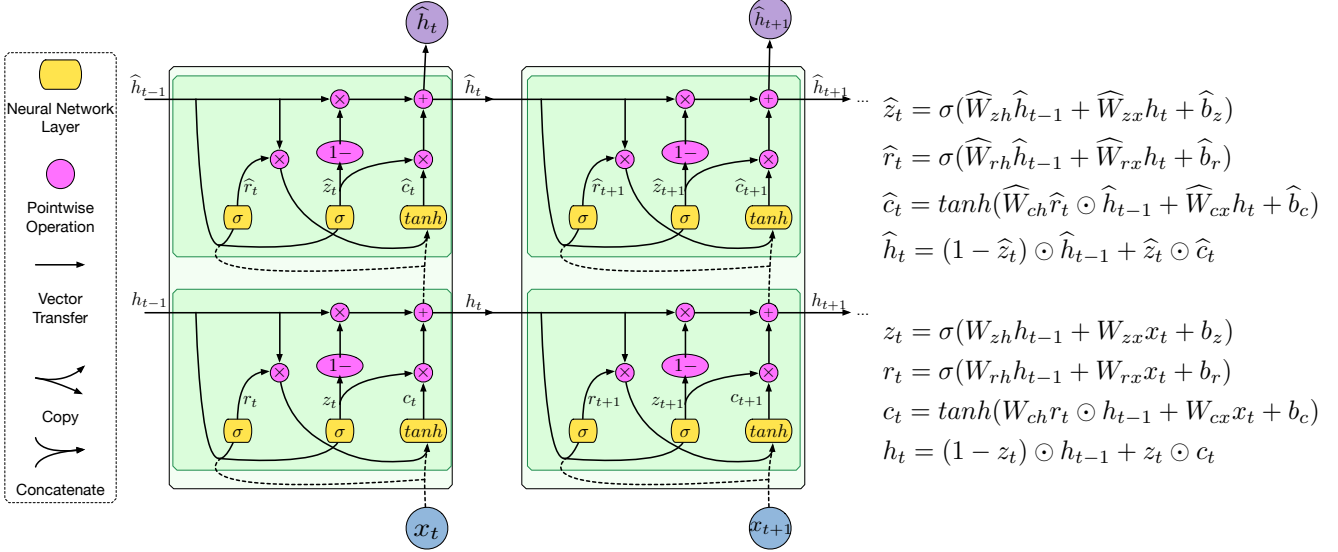 Neural Network
Layer
Pointwise
Operation
Vector
Transfer
Copy
Concatenate
ĥ_t
ĥ_{t+1}
ĥ_{t-1}
ĥ_t
ĥ_{t+1}
...
×
+
×
+
×
1-
×
×
1-
×
r̂_t
ẑ_t
ĉ_t
r̂_{t+1}
ẑ_{t+1}
ĉ_{t+1}
σ
σ
tanh
σ
σ
tanh
h_{t-1}
h_t
h_{t+1}
...
×
+
×
+
×
1-
×
×
1-
×
r_t
z_t
c_t
r_{t+1}
z_{t+1}
c_{t+1}
σ
σ
tanh
σ
σ
tanh
x_t
x_{t+1}
ẑ_t = σ(Ŵ_{zh}ĥ_{t-1} + Ŵ_{zx}h_t + b̂_z)
r̂_t = σ(Ŵ_{rh}ĥ_{t-1} + Ŵ_{rx}h_t + b̂_r)
ĉ_t = tanh(Ŵ_{ch}r̂_t ⊙ ĥ_{t-1} + Ŵ_{cx}h_t + b̂_c)
ĥ_t = (1 − ẑ_t) ⊙ ĥ_{t-1} + ẑ_t ⊙ ĉ_t
z_t = σ(W_{zh}h_{t-1} + W_{zx}x_t + b_z)
r_t = σ(W_{rh}h_{t-1} + W_{rx}x_t + b_r)
c_t = tanh(W_{ch}r_t ⊙ h_{t-1} + W_{cx}x_t + b_c)
h_t = (1 − z_t) ⊙ h_{t-1} + z_t ⊙ c_t